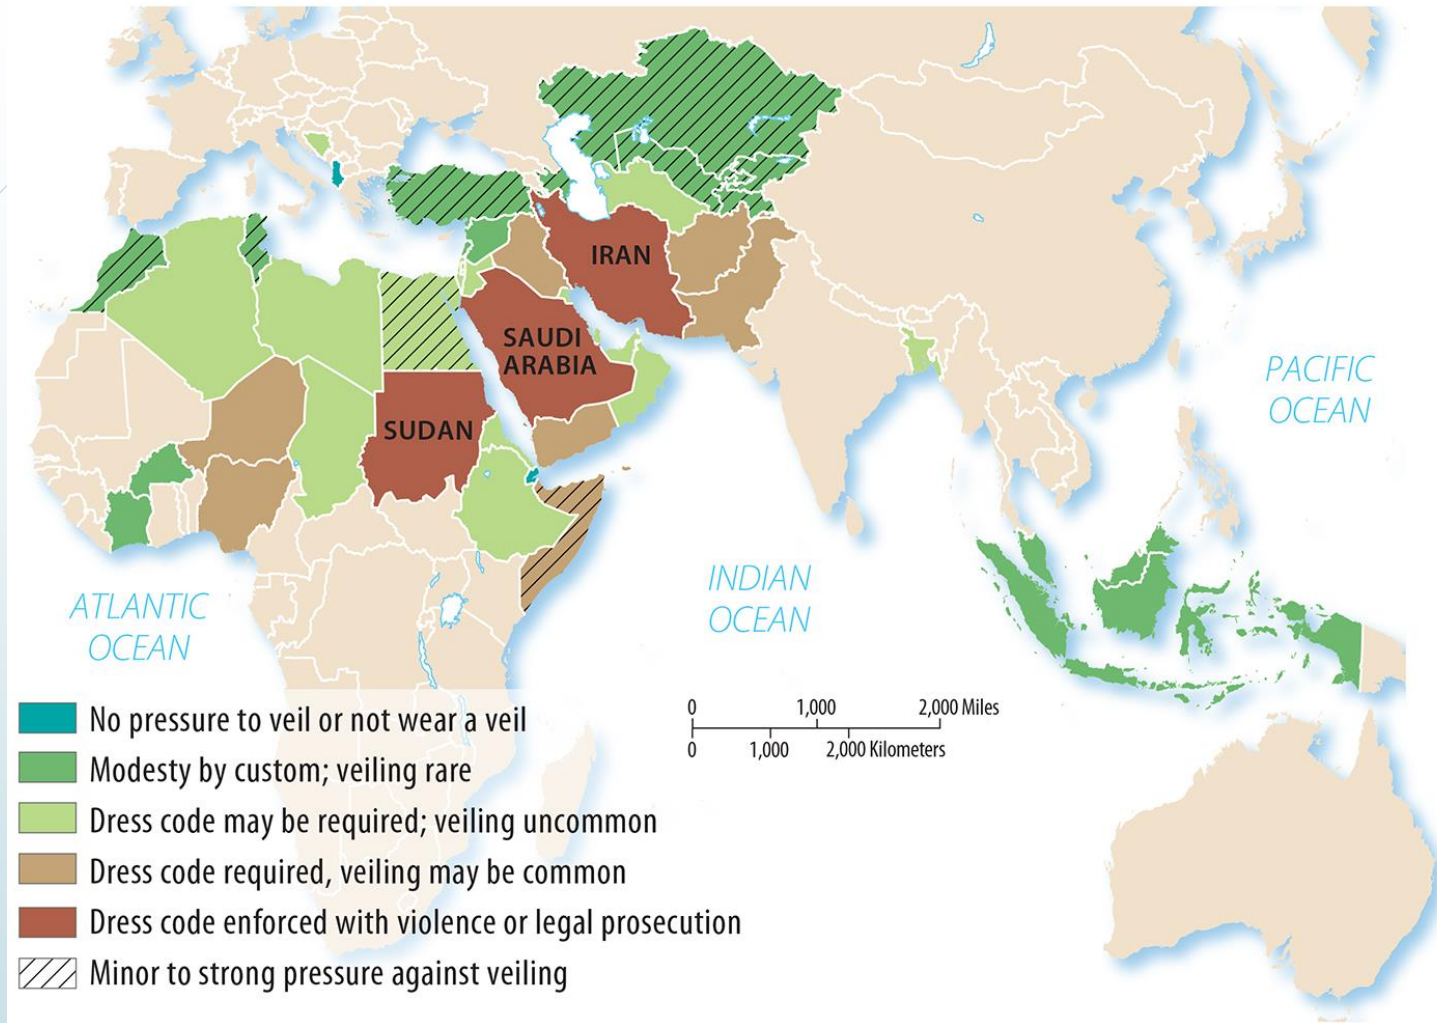 IRAN
SAUDI
ARABIA
SUDAN
PACIFIC
OCEAN
INDIAN
OCEAN
ATLANTIC
OCEAN
0 1,000 2,000 Miles
0 1,000 2,000 Kilometers
No pressure to veil or not wear a veil
Modesty by custom; veiling rare
Dress code may be required; veiling uncommon
Dress code required, veiling may be common
Dress code enforced with violence or legal prosecution
Minor to strong pressure against veiling